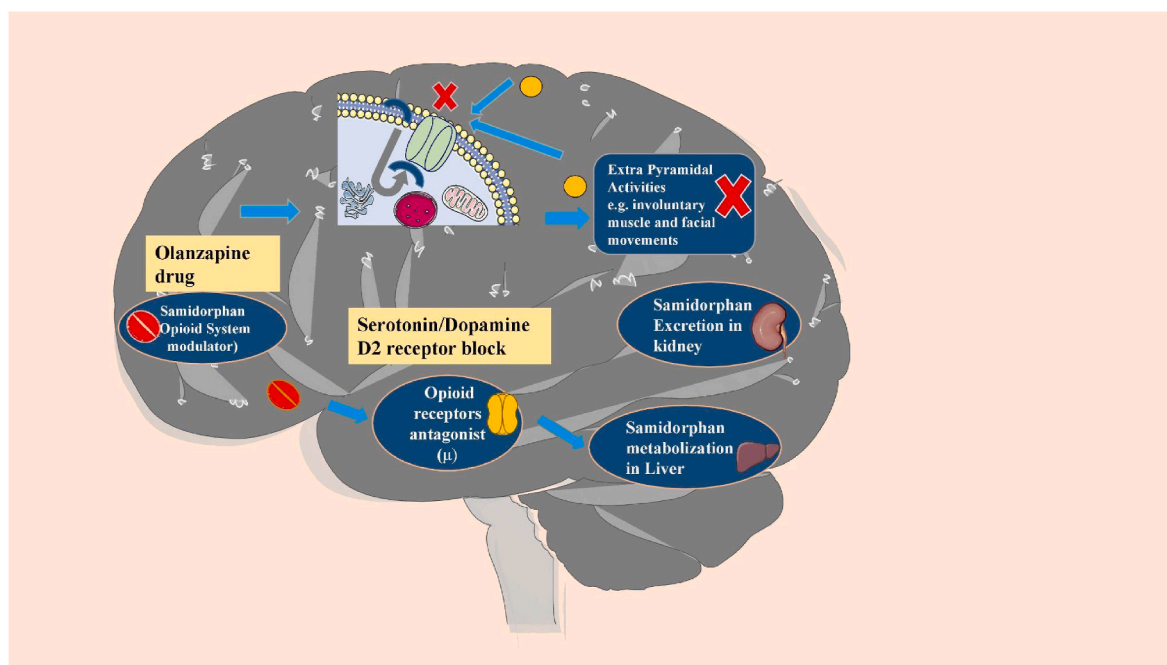 Extra Pyramidal
Activities
e.g. involuntary
muscle and facial
movements
Olanzapine
drug
Samidorphan
Opioid System
modulator)
Serotonin/Dopamine
D2 receptor block
Samidorphan
Excretion in
kidney
Opioid
receptors
antagonist
(μ)
Samidorphan
metabolization
in Liver